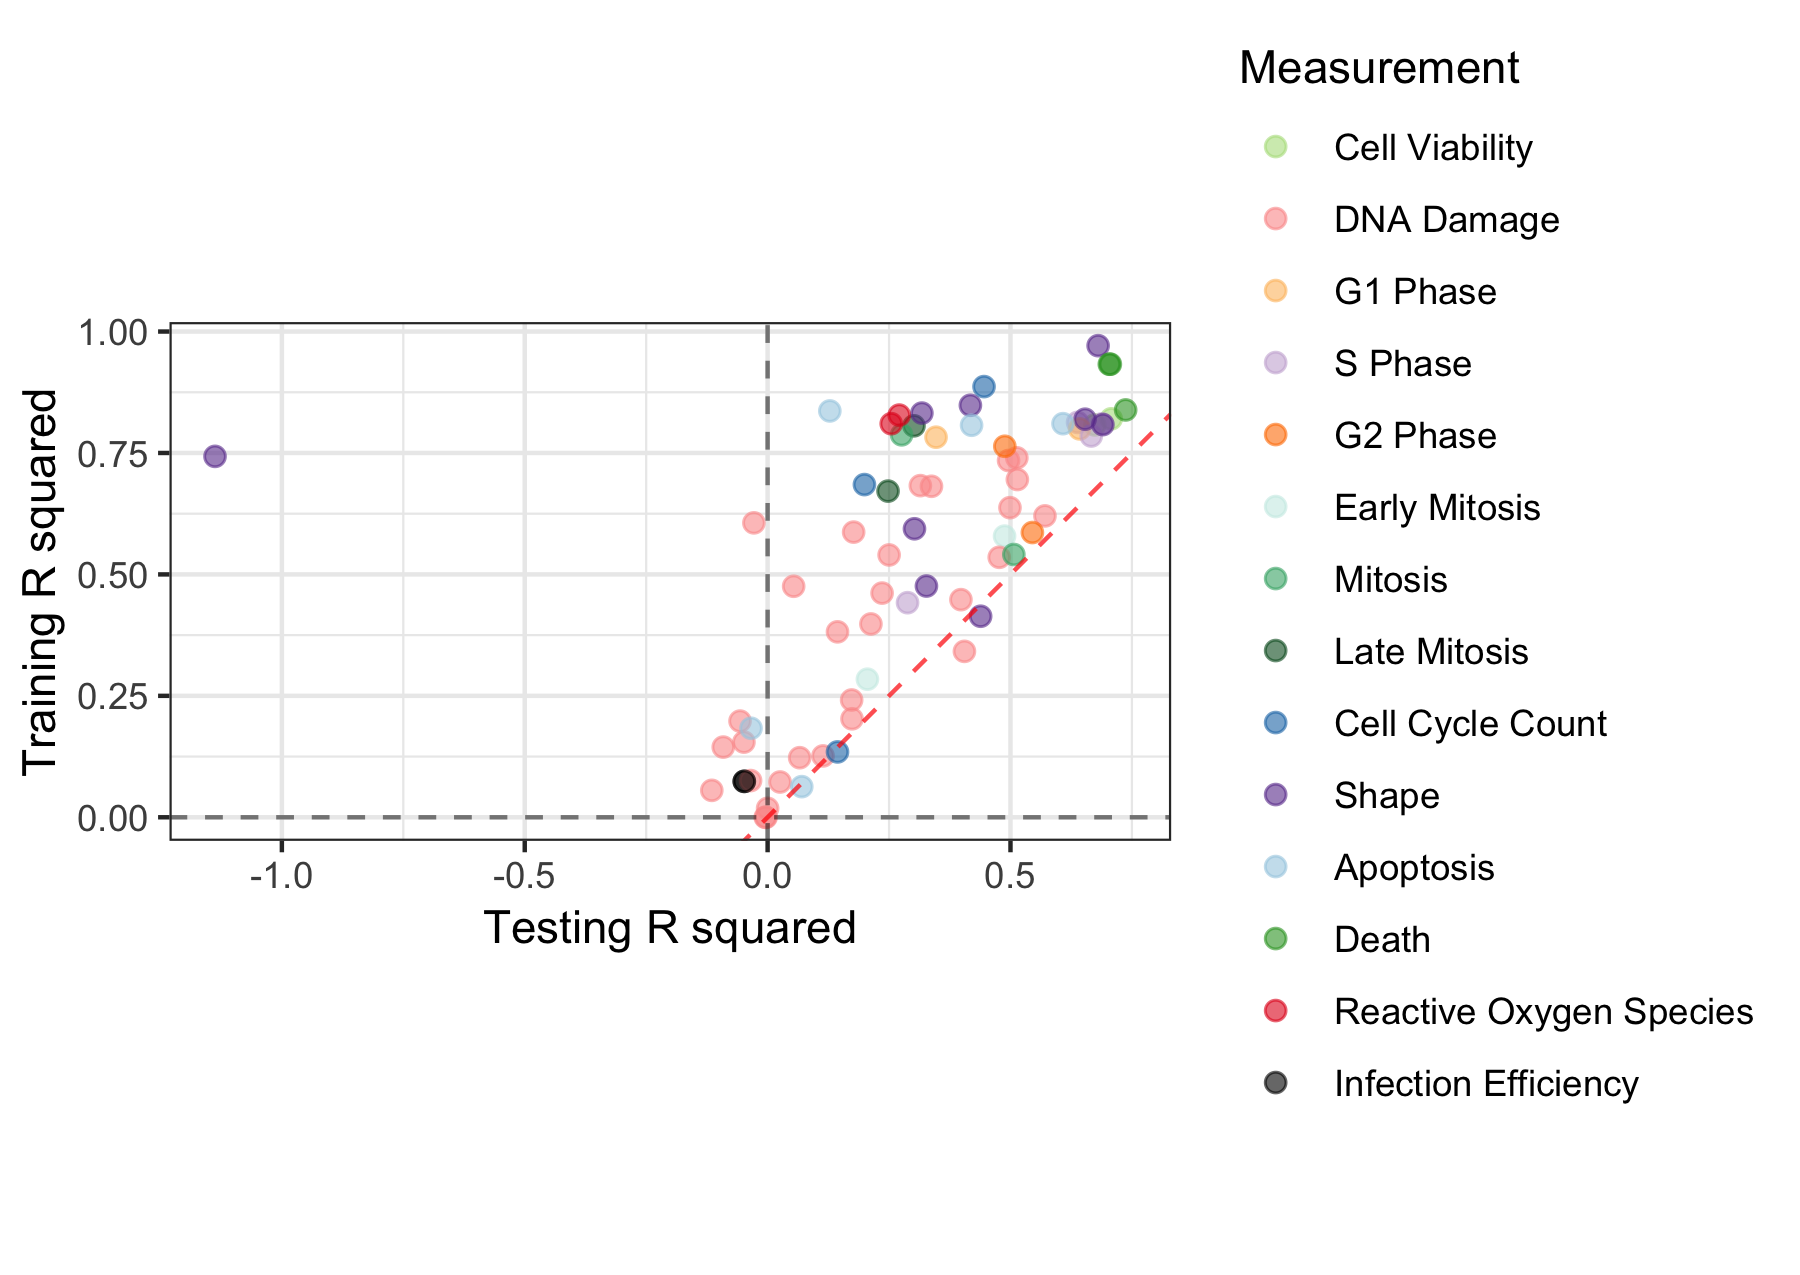 Measurement
Cell Viability
DNA Damage
G1 Phase
S Phase
G2 Phase
Early Mitosis
Mitosis
Late Mitosis
Cell Cycle Count
Shape
Apoptosis
Death
Reactive Oxygen Species
Infection Efficiency
Training R squared
1.00
0.75
0.50
0.25
0.00
-1.0
-0.5
0.0
0.5
Testing R squared